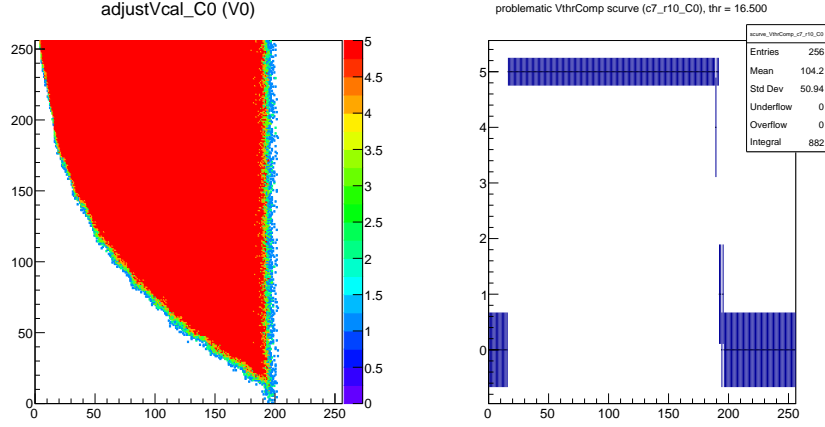 adjustVcal_C0 (V0)
250
200
150
100
50
0
0 50 100 150 200 250
5
4.5
4
3.5
3
2.5
2
1.5
1
0.5
0
problematic VthrComp scurve (c7_r10_C0), thr = 16.500
scurve_VthrComp_c7_r10_C0
Entries 256
Mean 104.2
Std Dev 50.94
Underflow 0
Overflow 0
Integral 882
5
4
3
2
1
0
0 50 100 150 200 250